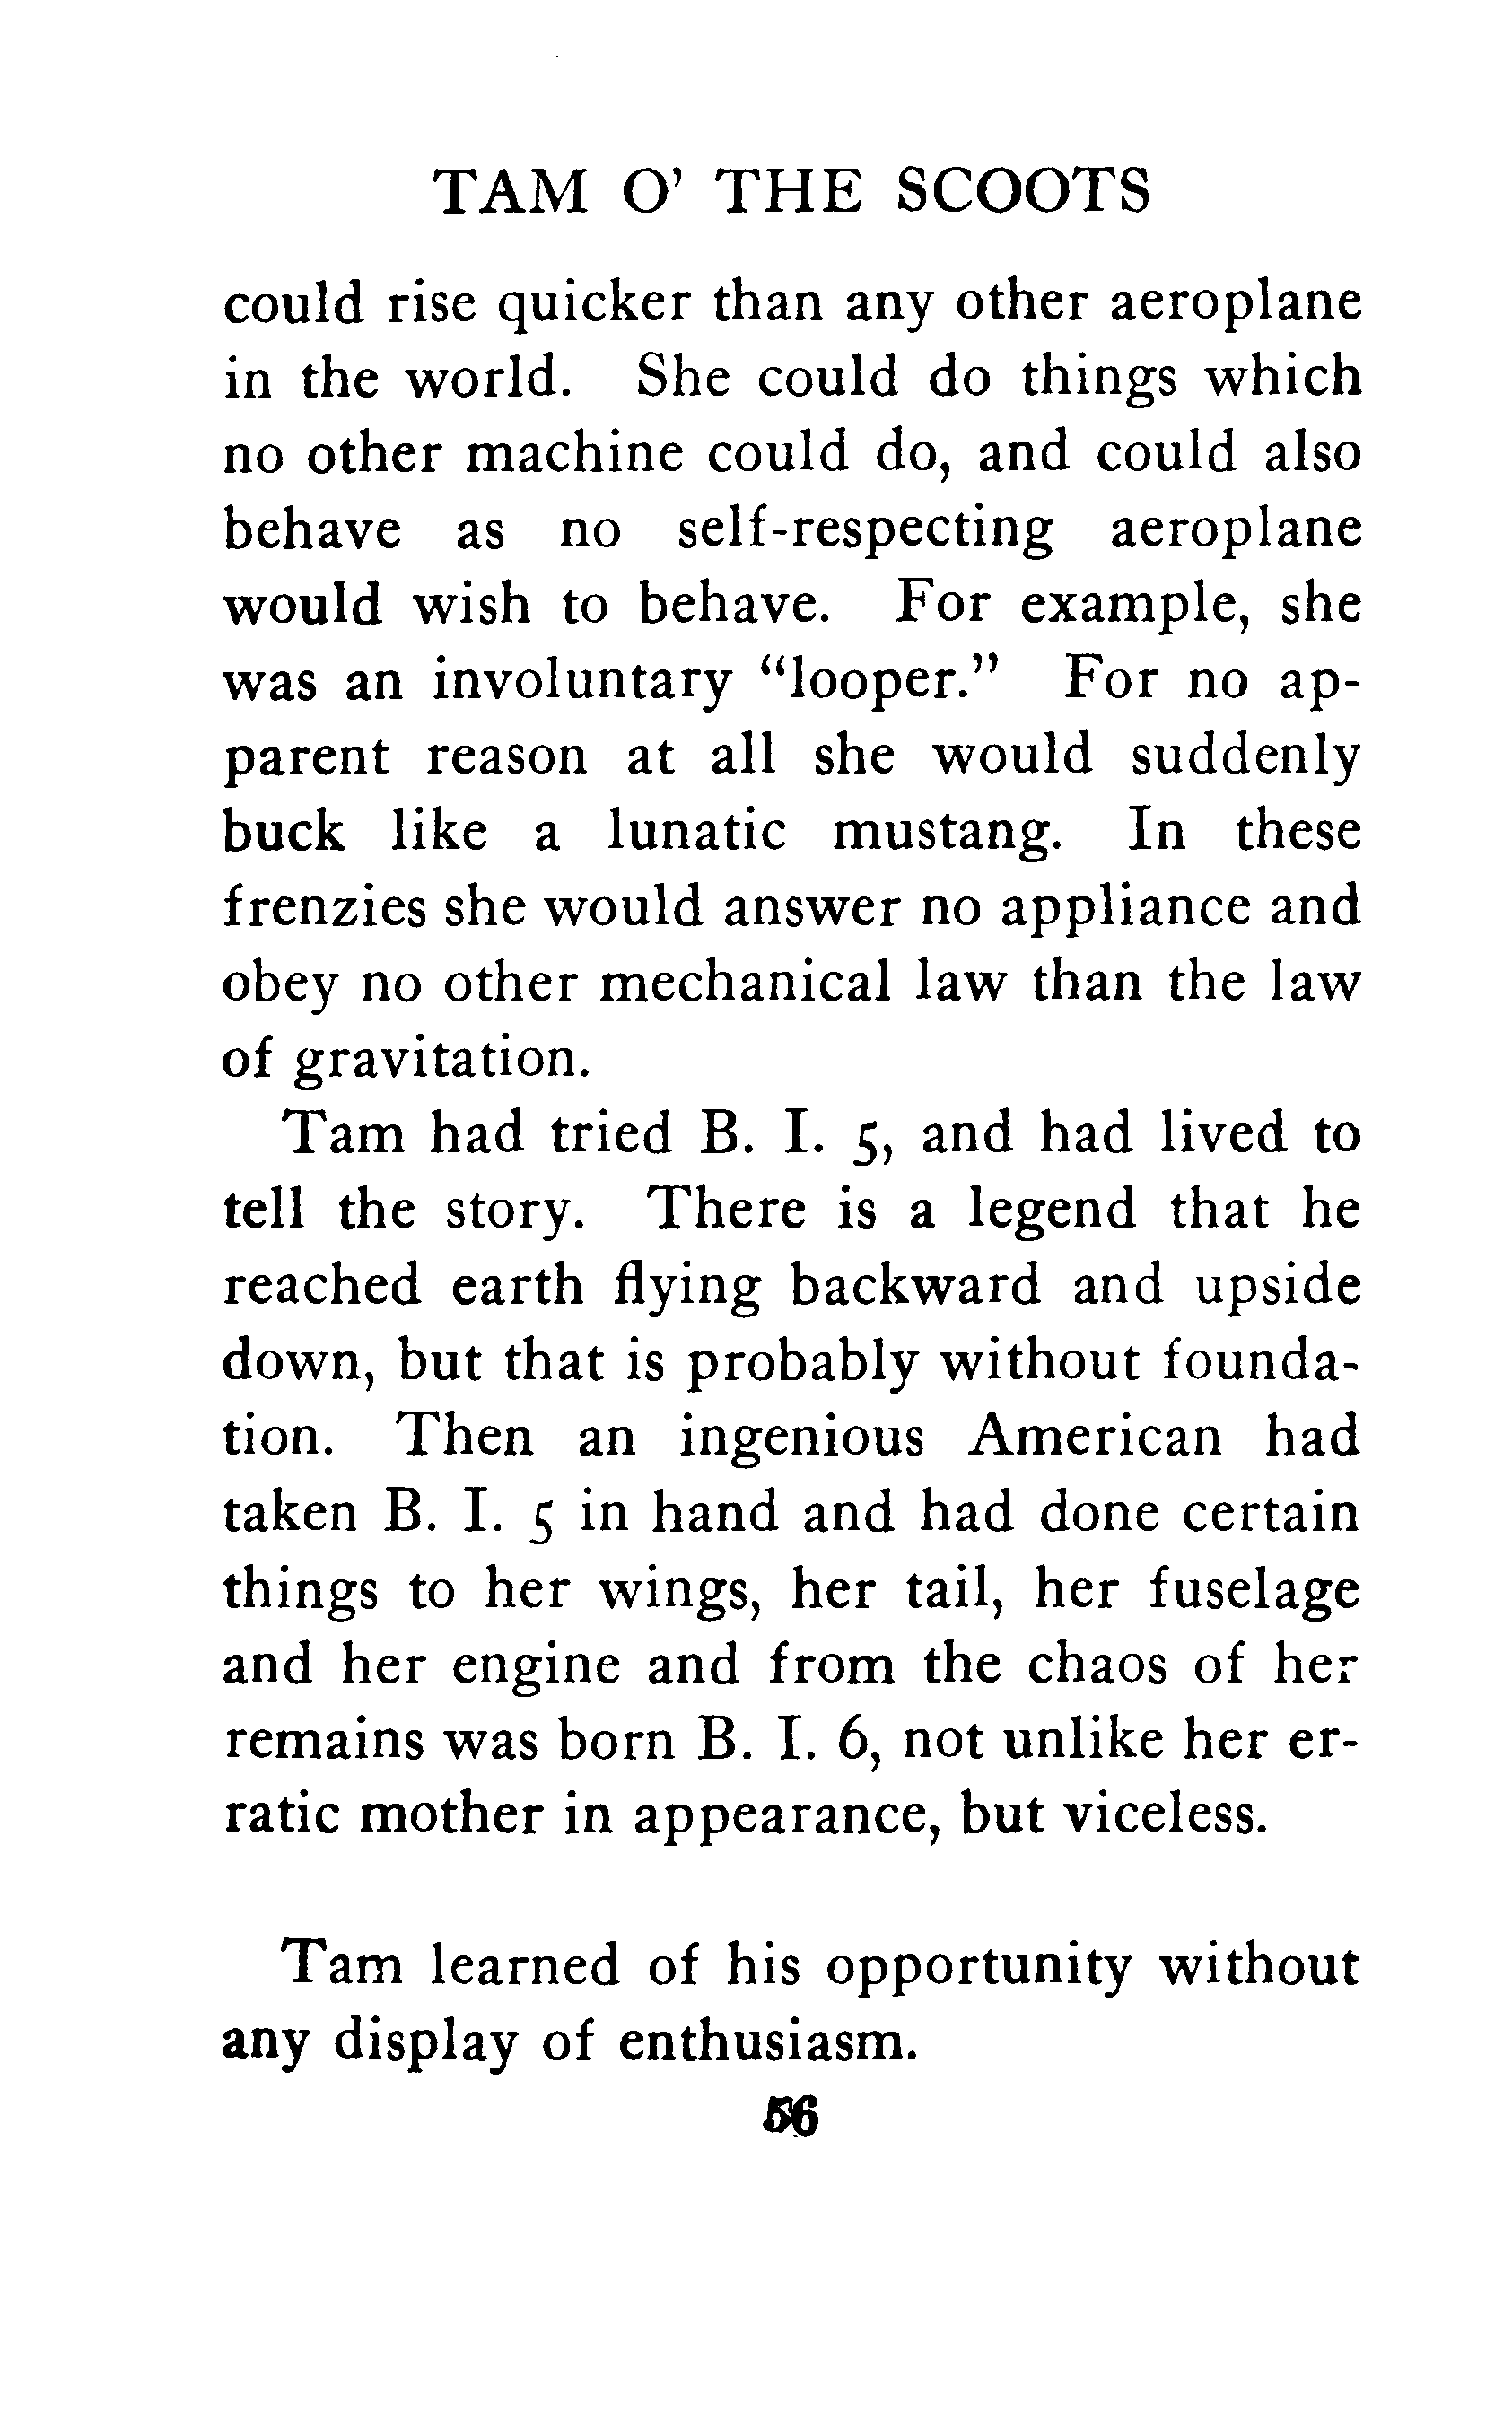 TAM O' THE SCOOTS
could rise quicker than any other aeroplane
in the world. She could do things which
no other machine could do, and could also
behave as no self-respecting aeroplane
would wish to behave. For example, she
was an involuntary "looper." For no ap-
parent reason at all she would suddenly
buck like a lunatic mustang. In these
frenzies she would answer no appliance and
obey no other mechanical law than the law
of gravitation.
Tam had tried B. I. 5, and had lived to
tell the story. There is a legend that he
reached earth flying backward and upside
down, but that is probably without founda-
tion. Then an ingenious American had
taken B. I. 5 in hand and had done certain
things to her wings, her tail, her fuselage
and her engine and from the chaos of her
remains was born B. I. 6, not unlike her er-
ratic mother in appearance, but viceless.
Tam learned of his opportunity without
any display of enthusiasm.
56